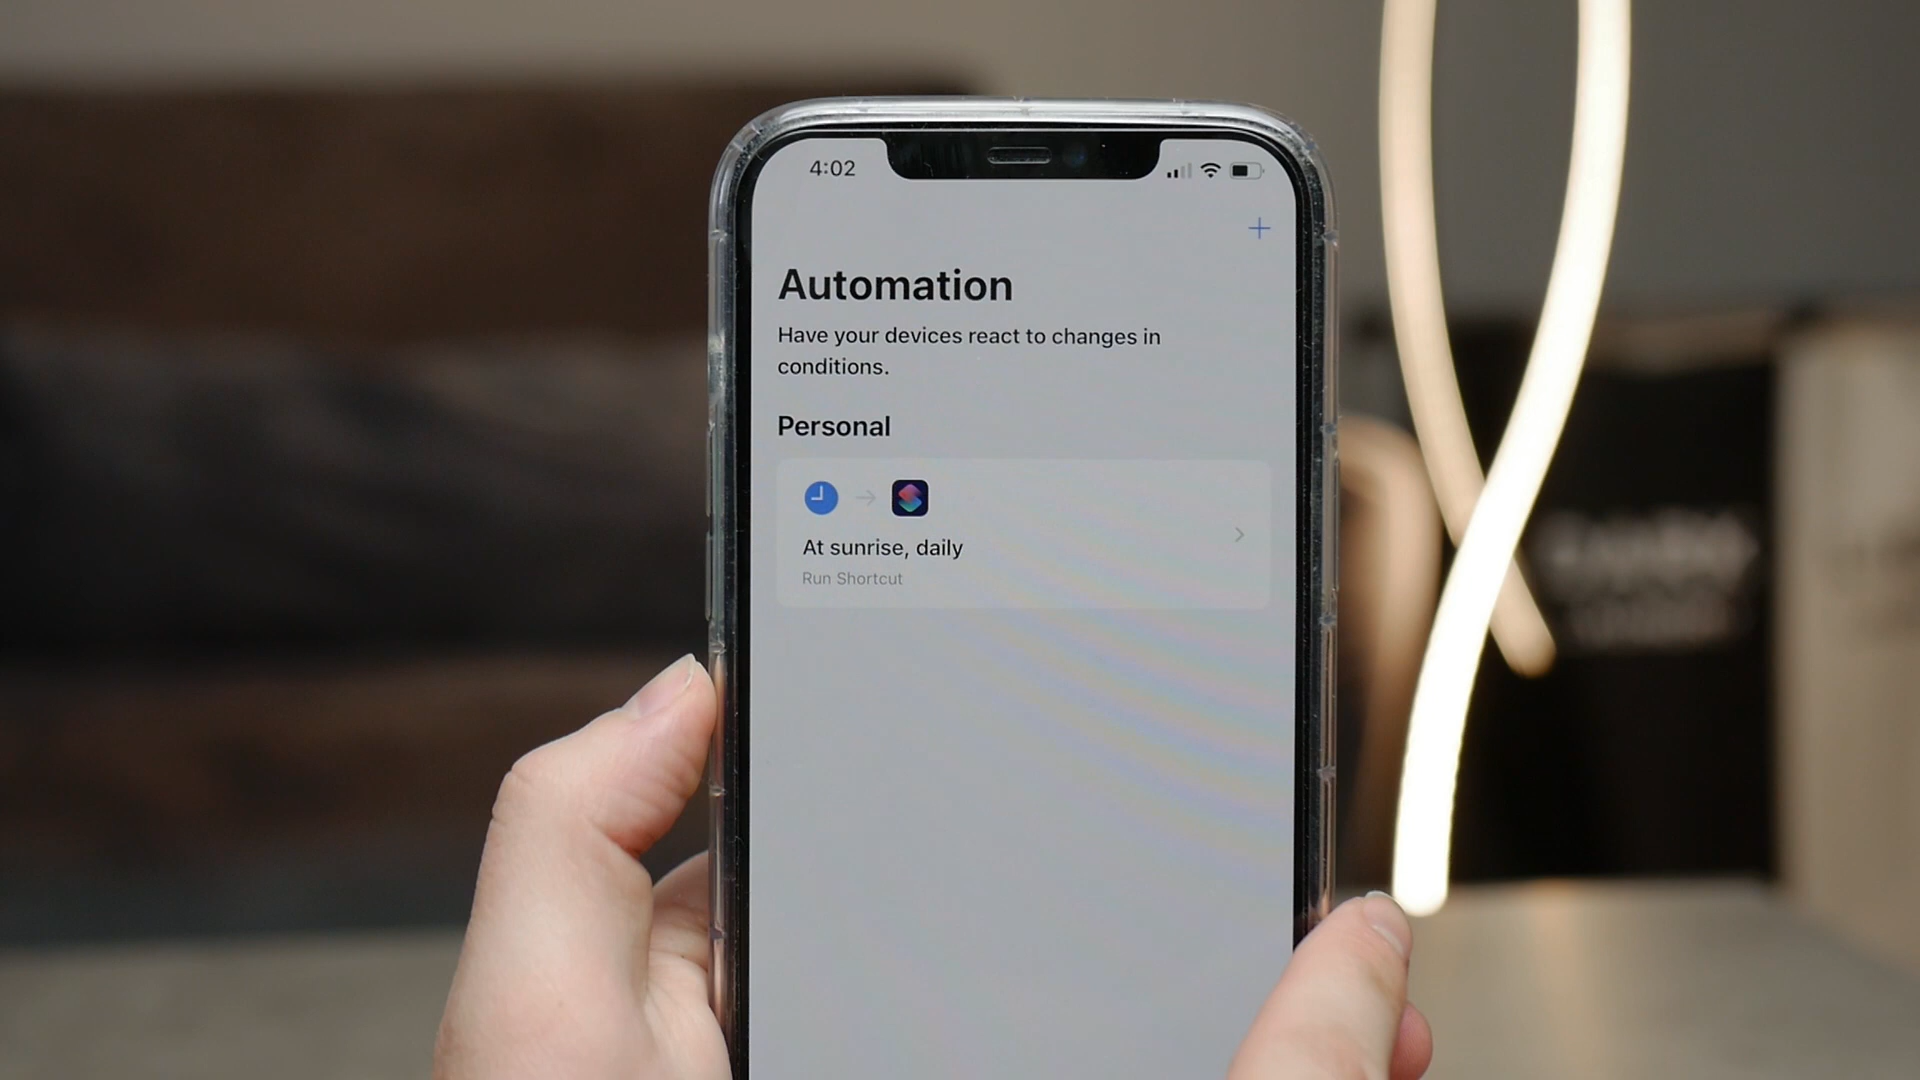 4:02
Automation
Have your devices react to changes in
conditions.
Personal
At sunrise, daily
Run Shortcut